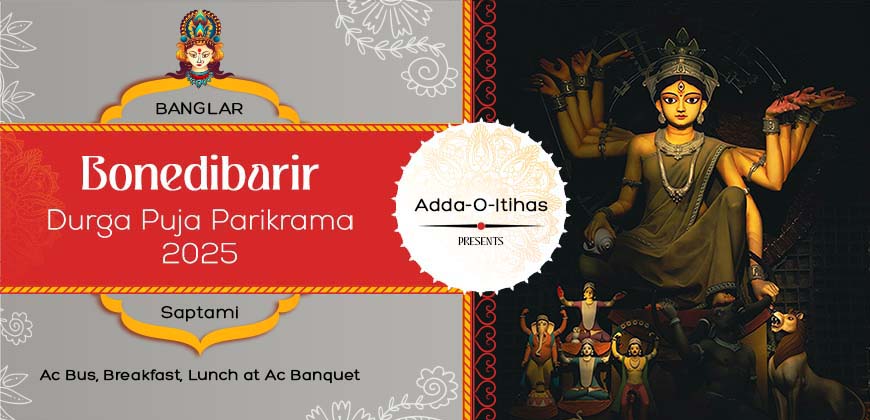 BANGLAR
Bonedibarir
Durga Puja Parikrama
2025
Adda-O-Itihas
PRESENTS
Saptami
Ac Bus, Breakfast, Lunch at Ac Banquet